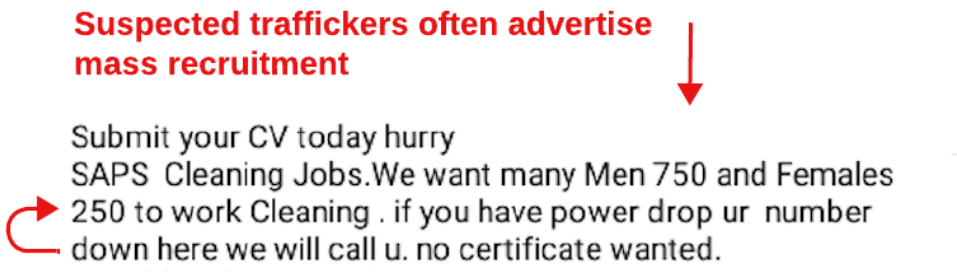 Suspected traffickers often advertise
mass recruitment
Submit your CV today hurry
SAPS  Cleaning Jobs.We want many Men 750 and Females
250 to work Cleaning . if you have power drop ur  number
down here we will call u. no certificate wanted.